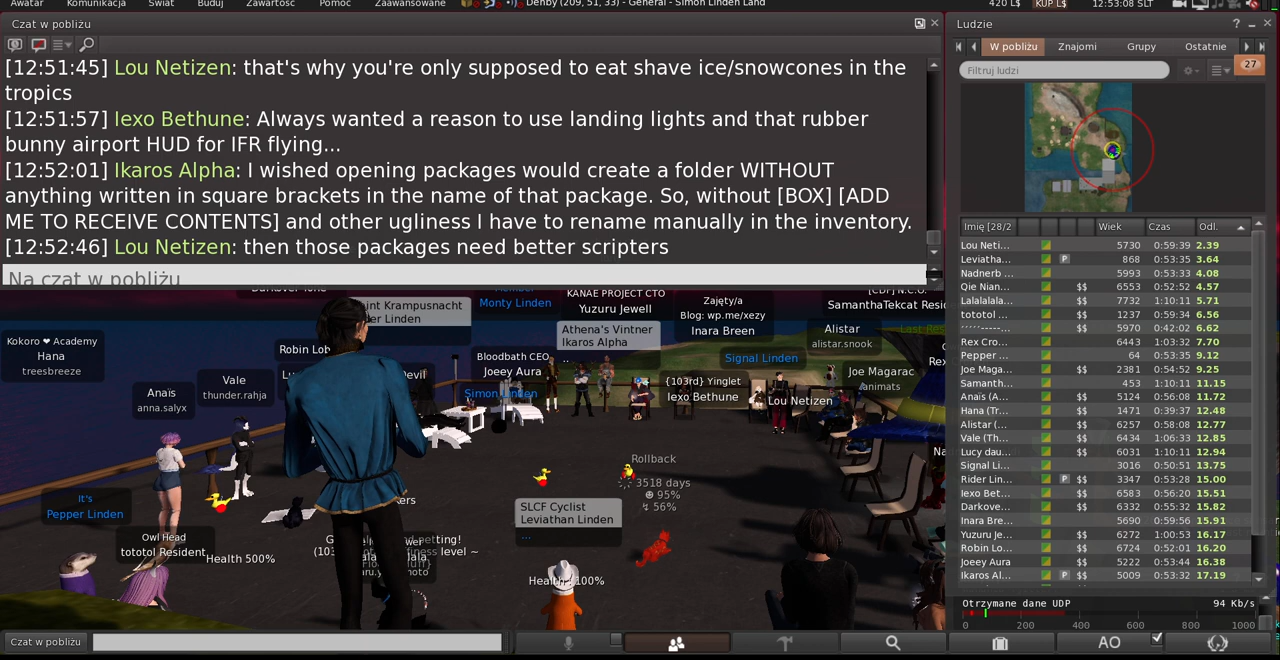 Awatar Komunikacja Świat Buduj Zawartość Pomoc Zaawansowane Denby (209, 51, 33) - General - Simon Linden Land 420 L$ KUP L$ 12:53:08 SLT
Czat w pobliżu
[12:51:45] Lou Netizen: that's why you're only supposed to eat shave ice/snowcones in the
tropics
[12:51:57] Iexo Bethune: Always wanted a reason to use landing lights and that rubber
bunny airport HUD for IFR flying...
[12:52:01] Ikaros Alpha: I wished opening packages would create a folder WITHOUT
anything written in square brackets in the name of that package. So, without [BOX] [ADD
ME TO RECEIVE CONTENTS] and other ugliness I have to rename manually in the inventory.
[12:52:46] Lou Netizen: then those packages need better scripters
Na czat w pobliżu
Monty Linden
KANAE PROJECT CTO
Yuzuru Jewell
Zajęty/a
Blog: wp.me/xezy
Inara Breen
SamanthaTekcat Resid
Athena's Vintner
Ikaros Alpha
..
Alistar
alistar.snook
Kokoro ❤ Academy
Hana
treesbreeze
Signal Linden
Bloodbath CEO
Joeey Aura
Simon Linden
{103rd} Yinglet
Iexo Bethune
Lou Netizen
Joe Magarac
animats
Vale
thunder.rahja
Anaïs
anna.salyx
Rollback
3518 days
95%
56%
It's
Pepper Linden
SLCF Cyclist
Leviathan Linden
...
Owl Head
tototol Resident
Health 500%
Health 100%
Czat w pobliżu
AO
Ludzie
W pobliżu Znajomi Grupy Ostatnie
Filtruj ludzi
27
Imię [28/2 Wiek Czas Odl.
Lou Neti... 5730 0:59:39 2.39
Leviatha... P 868 0:53:35 3.64
Nadnerb ... 5993 0:53:33 4.08
Qie Nian... $$ 6553 0:52:52 4.57
Lalalalala... $$ 7732 1:10:11 5.71
tototol ... $$ 1237 0:59:34 6.56
$$ 5970 0:42:02 6.62
Rex Cro... 6443 1:03:32 7.70
Pepper ... 64 0:53:35 9.12
Joe Maga... $$ 2381 0:54:52 9.25
Samanth... 453 1:10:11 11.15
Anaïs (A... $$ 5124 0:56:08 11.72
Hana (Tr... $$ 1471 0:39:37 12.48
Alistar (... $$ 6257 0:58:08 12.77
Vale (Th... $$ 6434 1:06:33 12.85
Lucy dau... $$ 6031 1:10:11 12.94
Signal Li... 3016 0:50:51 13.75
Rider Lin... P $$ 3347 0:53:28 15.00
Iexo Bet... $$ 6583 0:56:20 15.51
Darkove... $$ 6332 0:55:32 15.82
Inara Bre... 5690 0:59:56 15.91
Yuzuru Je... $$ 6272 1:00:53 16.17
Robin Lo... $$ 6724 0:52:01 16.20
Joeey Aura $$ 5222 0:53:44 16.38
Ikaros Al... P $$ 5009 0:53:32 17.19
Otrzymane dane UDP 94 Kb/s
0 200 400 600 800 1000